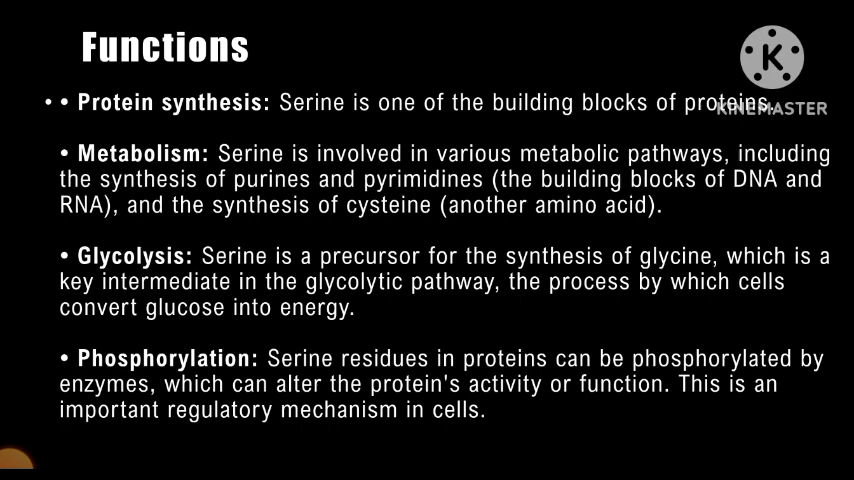 Functions
• • Protein synthesis: Serine is one of the building blocks of proteins.
KINEMASTER
• Metabolism: Serine is involved in various metabolic pathways, including
the synthesis of purines and pyrimidines (the building blocks of DNA and
RNA), and the synthesis of cysteine (another amino acid).
• Glycolysis: Serine is a precursor for the synthesis of glycine, which is a
key intermediate in the glycolytic pathway, the process by which cells
convert glucose into energy.
• Phosphorylation: Serine residues in proteins can be phosphorylated by
enzymes, which can alter the protein's activity or function. This is an
important regulatory mechanism in cells.